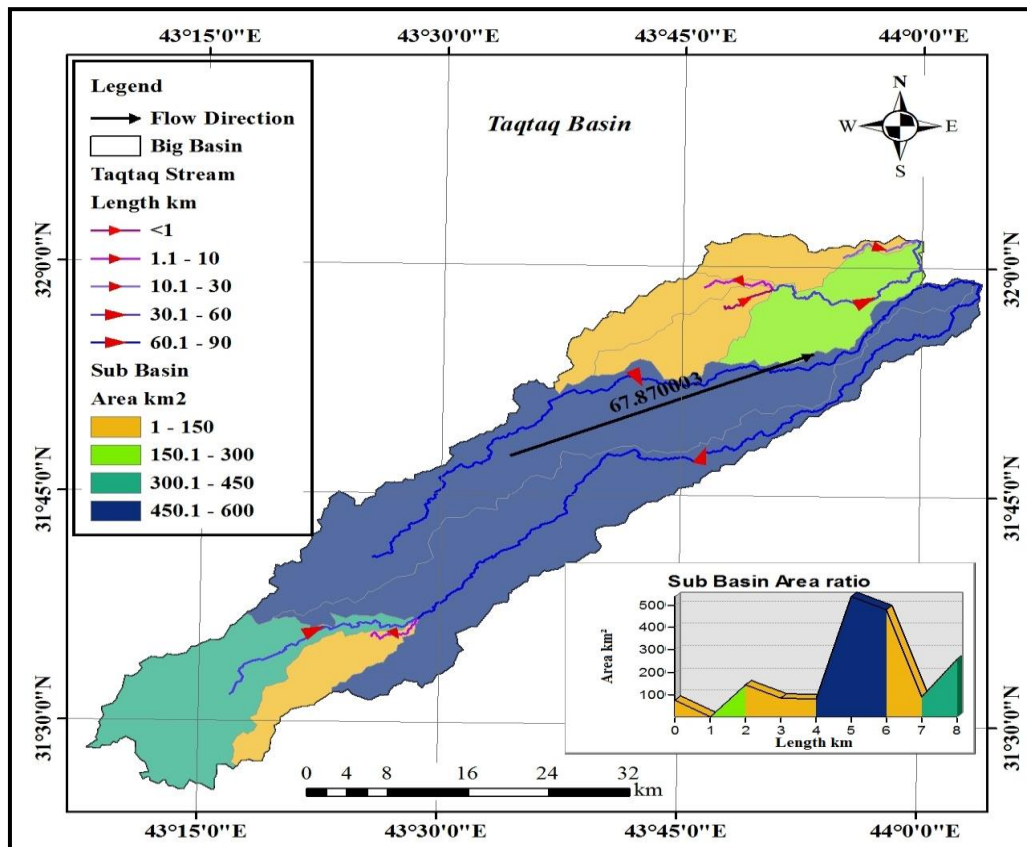 43°15'0"E 43°30'0"E 43°45'0"E 44°0'0"E
Legend
Flow Direction
Big Basin
Taqtaq Stream
Length km
<1
1.1 - 10
10.1 - 30
30.1 - 60
60.1 - 90
Sub Basin
Area km2
1 - 150
150.1 - 300
300.1 - 450
450.1 - 600
Taqtaq Basin
N
W E
S
32°0'0"N
31°45'0"N
31°30'0"N
32°0'0"N
31°45'0"N
31°30'0"N
67.870003
Sub Basin Area ratio
Area km²
500
400
300
200
100
0 1 2 3 4 5 6 7 8
Length km
0 4 8 16 24 32
km
43°15'0"E 43°30'0"E 43°45'0"E 44°0'0"E